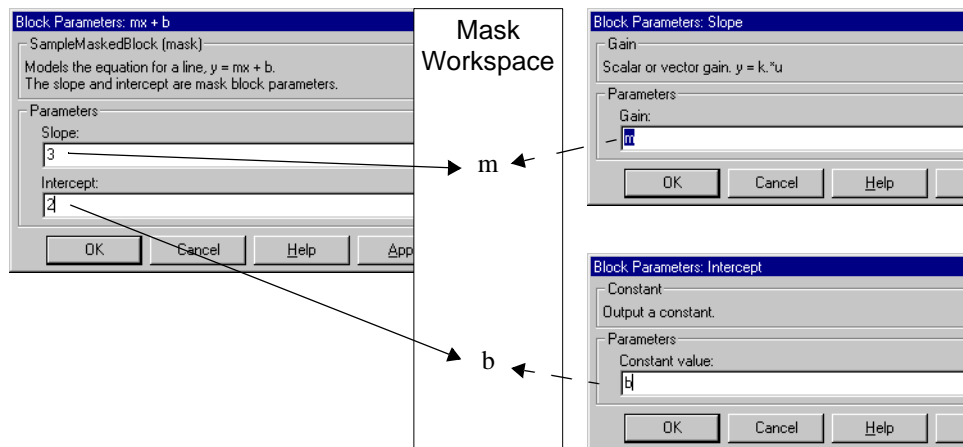 Block Parameters: mx + b
SampleMaskedBlock (mask)
Models the equation for a line, y = mx + b.
The slope and intercept are mask block parameters.
Parameters
Slope:
3
Intercept:
2
OK
Cancel
Help
App
Mask
Workspace
m
b
Block Parameters: Slope
Gain
Scalar or vector gain. y = k.*u
Parameters
Gain:
m
OK
Cancel
Help
Block Parameters: Intercept
Constant
Output a constant.
Parameters
Constant value:
b
OK
Cancel
Help